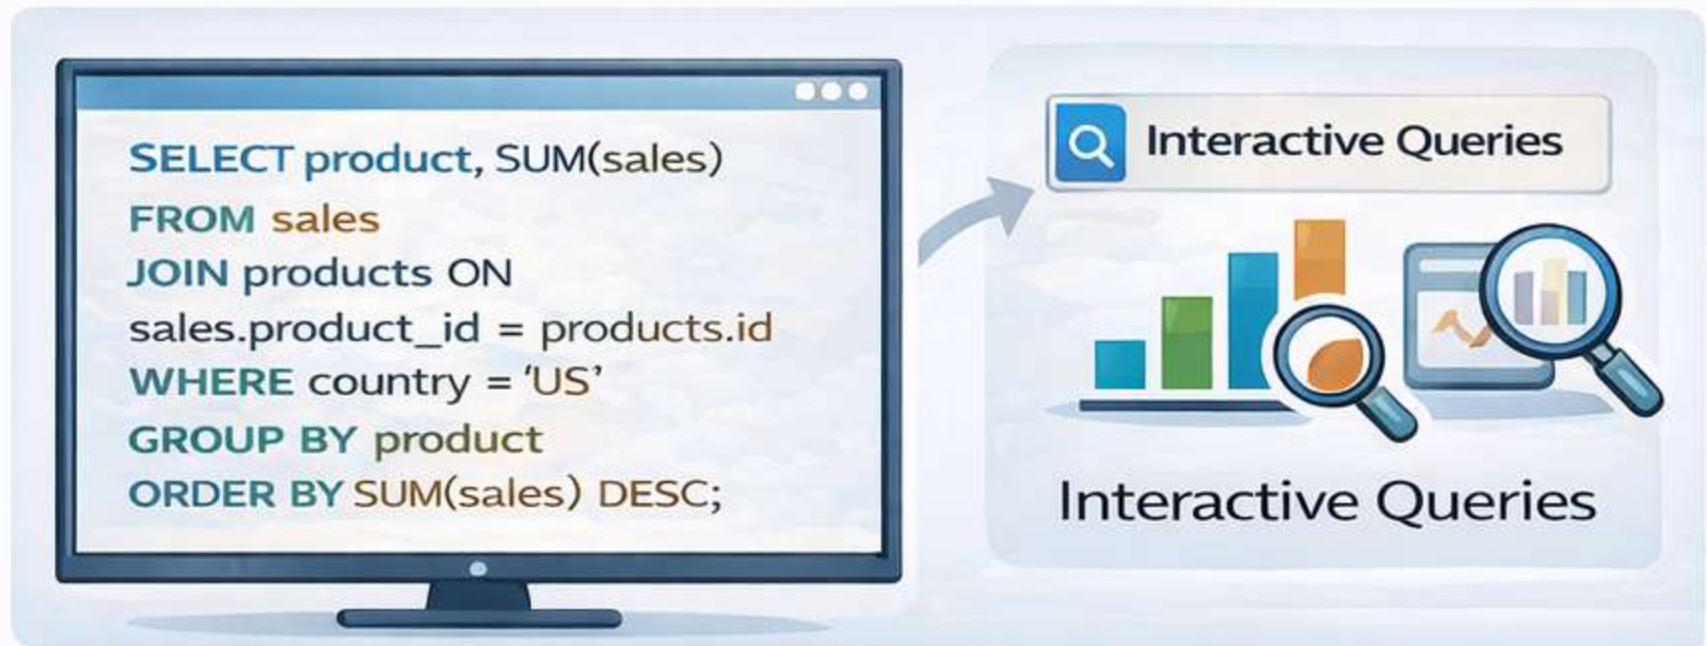 SELECT product, SUM(sales)
FROM sales
JOIN products ON
sales.product_id = products.id
WHERE country = ‘US’
GROUP BY product
ORDER BY SUM(sales) DESC;
Interactive Queries
Interactive Queries